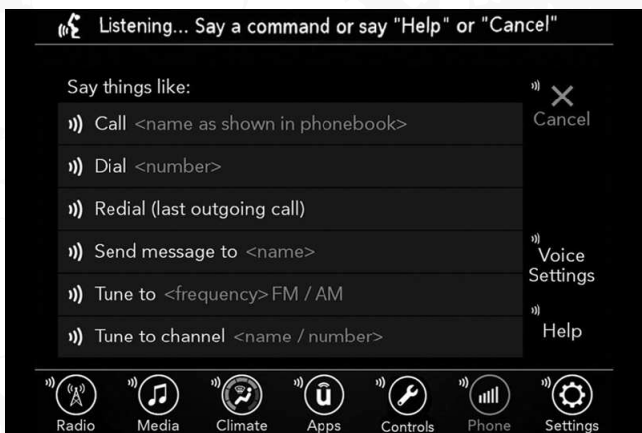 Listening... Say a command or say "Help" or "Cancel"
Say things like:
Call <name as shown in phonebook>
Dial <number>
Redial (last outgoing call)
Send message to <name>
Tune to <frequency> FM / AM
Tune to channel <name / number>
Cancel
Voice
Settings
Help
Radio Media Climate Apps Controls Phone Settings